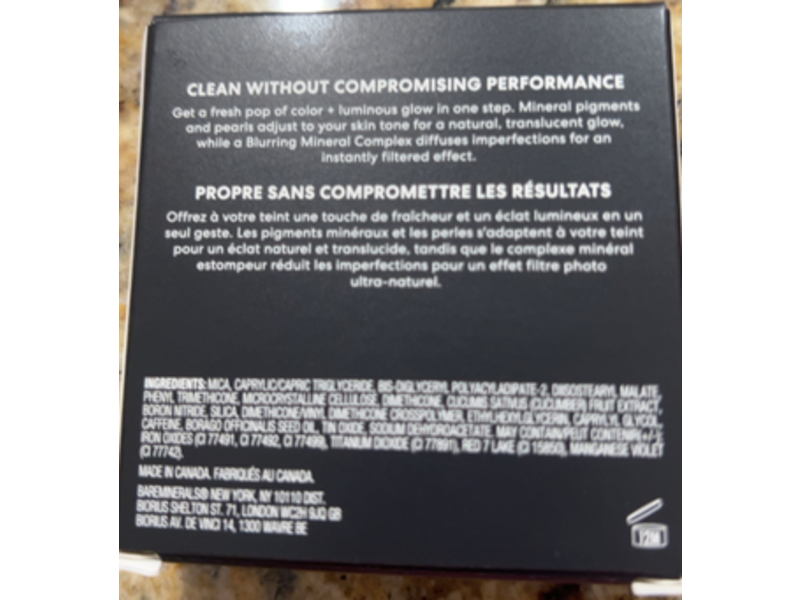 CLEAN WITHOUT COMPROMISING PERFORMANCE
Get a fresh pop of color + luminous glow in one step. Mineral pigments
and pearls adjust to your skin tone for a natural, translucent glow,
while a Blurring Mineral Complex diffuses imperfections for an
instantly filtered effect.
PROPRE SANS COMPROMETTRE LES RÉSULTATS
Offrez à votre teint une touche de fraîcheur et un éclat lumineux en un
seul geste. Les pigments minéraux et les perles s'adaptent à votre teint
pour un éclat naturel et translucide, tandis que le complexe minéral
estompeur réduit les imperfections pour un effet filtre photo
ultra-naturel.
INGREDIENTS: MICA, CAPRYLIC/CAPRIC TRIGLYCERIDE, BIS-DIGLYCERYL POLYACYLADIPATE-2, DIISOSTEARYL MALATE,
PHENYL TRIMETHICONE, MICROCRYSTALLINE CELLULOSE, DIMETHICONE, CUCUMIS SATIVUS (CUCUMBER) FRUIT EXTRACT,
BORON NITRIDE, SILICA, DIMETHICONE/VINYL DIMETHICONE CROSSPOLYMER, ETHYLHEXYLGLYCERIN, CAPRYLYL GLYCOL,
CAFFEINE, BORAGO OFFICINALIS SEED OIL, TIN OXIDE, SODIUM DEHYDROACETATE, MAY CONTAIN/PEUT CONTENIR(+/-):
IRON OXIDES (CI 77491, CI 77492, CI 77499), TITANIUM DIOXIDE (CI 77891), RED 7 LAKE (CI 15850), MANGANESE VIOLET
(CI 77742).
MADE IN CANADA. FABRIQUÉS AU CANADA.
BAREMINERALS® NEW YORK, NY 10110 DIST.
BORIUS SHELTON ST. 71, LONDON WC2H 9JQ GB
BORIUS AV. DE VINCI 14, 1300 WAVRE BE
12M